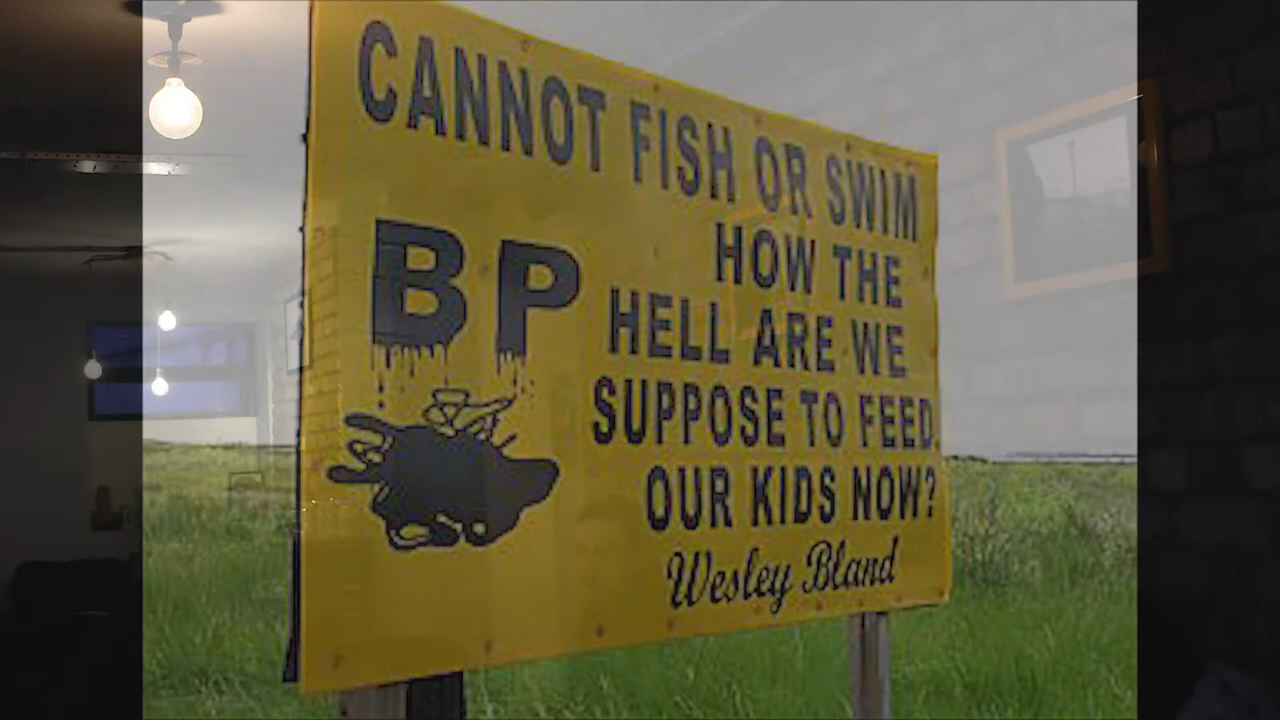 CANNOT FISH OR SWIM
BP
HOW THE
HELL ARE WE
SUPPOSE TO FEED
OUR KIDS NOW?
Wesley Bland